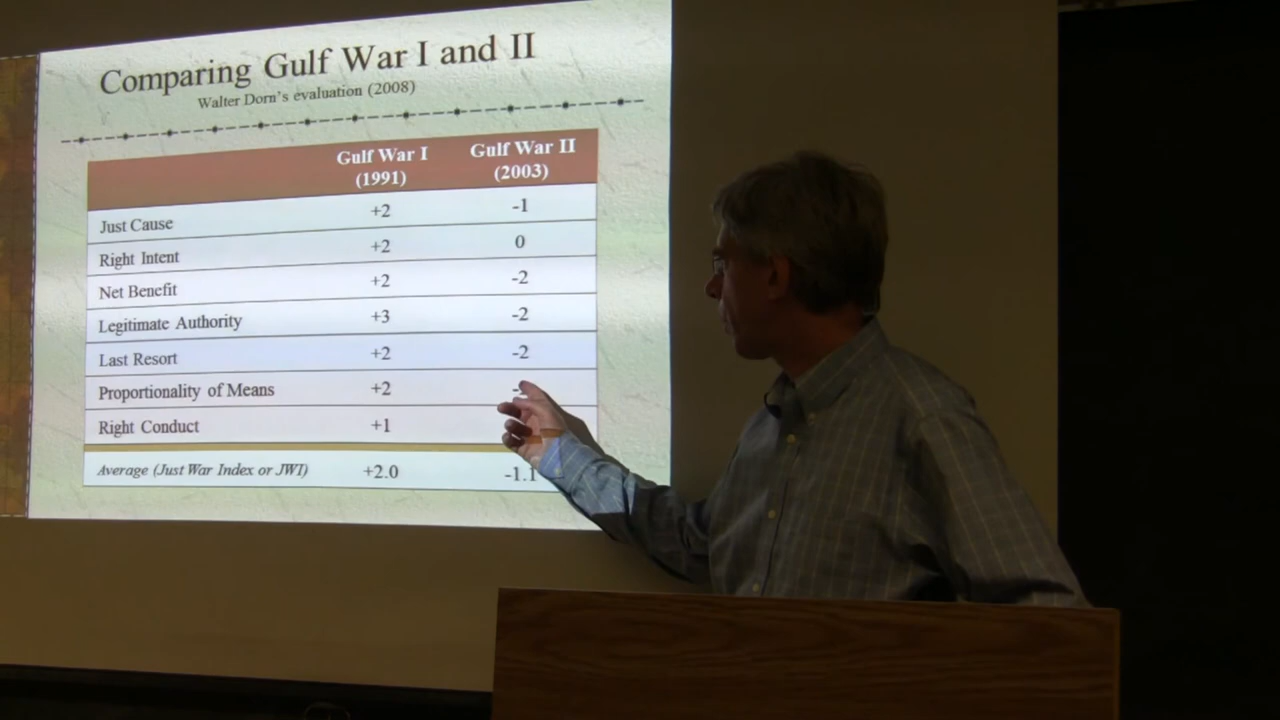 Comparing Gulf War I and II
Walter Dorn's evaluation (2008)
Gulf War I Gulf War II
(1991) (2003)
Just Cause +2 -1
Right Intent +2 0
Net Benefit +2 -2
Legitimate Authority +3 -2
Last Resort +2 -2
Proportionality of Means +2
Right Conduct +1
Average (Just War Index or JWI) +2.0 -1.1